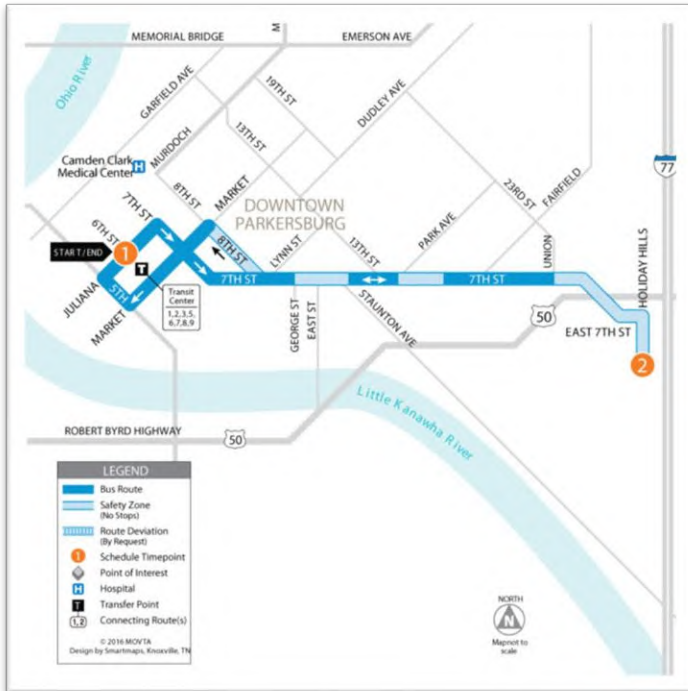 MEMORIAL BRIDGE
M
EMERSON AVE
Ohio River
GARFIELD AVE
19TH ST
DUDLEY AVE
MURDOCH
13TH ST
77
Camden Clark
Medical Center
H
8TH ST
MARKET
23RD ST
FAIRFIELD
7TH ST
DOWNTOWN
PARKERSBURG
6TH ST
START/END
1
8TH ST
LYNN ST
13TH ST
PARK AVE
UNION
HOLIDAY HILLS
T
JULIANA
5TH
MARKET
Transit
Center
1,2,3,5,
6,7,8,9
7TH ST
7TH ST
GEORGE ST
EAST ST
STAUNTON AVE
50
EAST 7TH ST
2
Little Kanawha River
ROBERT BYRD HIGHWAY
50
LEGEND
Bus Route
Safety Zone
(No Stops)
Route Deviation
(By Request)
1 Schedule Timepoint
Point of Interest
H Hospital
T Transfer Point
1, 2 Connecting Route(s)
© 2016 MOVTA
Design by Smartmaps, Knoxville, TN
NORTH
N
Map not to
scale